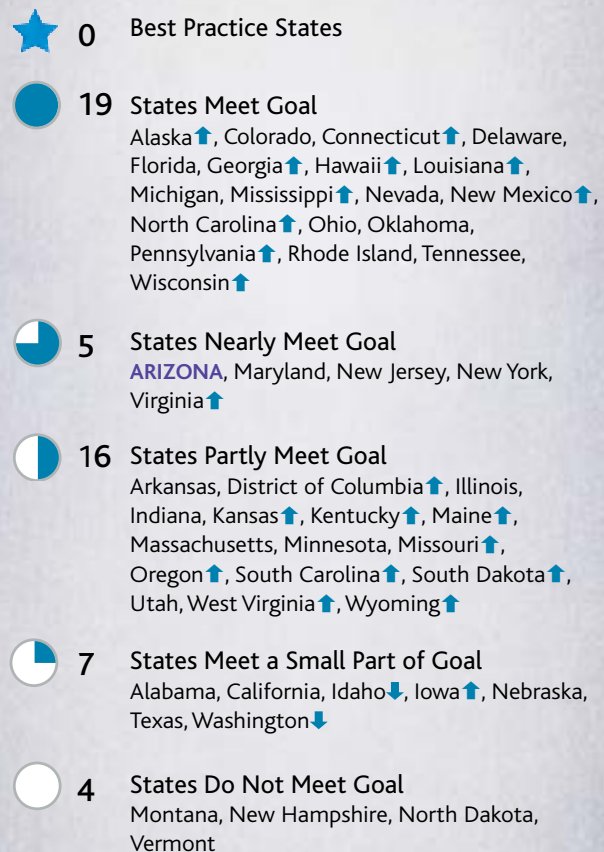 0 Best Practice States
19 States Meet Goal
Alaska⬆, Colorado, Connecticut⬆, Delaware,
Florida, Georgia⬆, Hawaii⬆, Louisiana⬆,
Michigan, Mississippi⬆, Nevada, New Mexico⬆,
North Carolina⬆, Ohio, Oklahoma,
Pennsylvania⬆, Rhode Island, Tennessee,
Wisconsin⬆
5 States Nearly Meet Goal
ARIZONA, Maryland, New Jersey, New York,
Virginia⬆
16 States Partly Meet Goal
Arkansas, District of Columbia⬆, Illinois,
Indiana, Kansas⬆, Kentucky⬆, Maine⬆,
Massachusetts, Minnesota, Missouri⬆,
Oregon⬆, South Carolina⬆, South Dakota⬆,
Utah, West Virginia⬆, Wyoming⬆
7 States Meet a Small Part of Goal
Alabama, California, Idaho⬇, Iowa⬆, Nebraska,
Texas, Washington⬇
4 States Do Not Meet Goal
Montana, New Hampshire, North Dakota,
Vermont